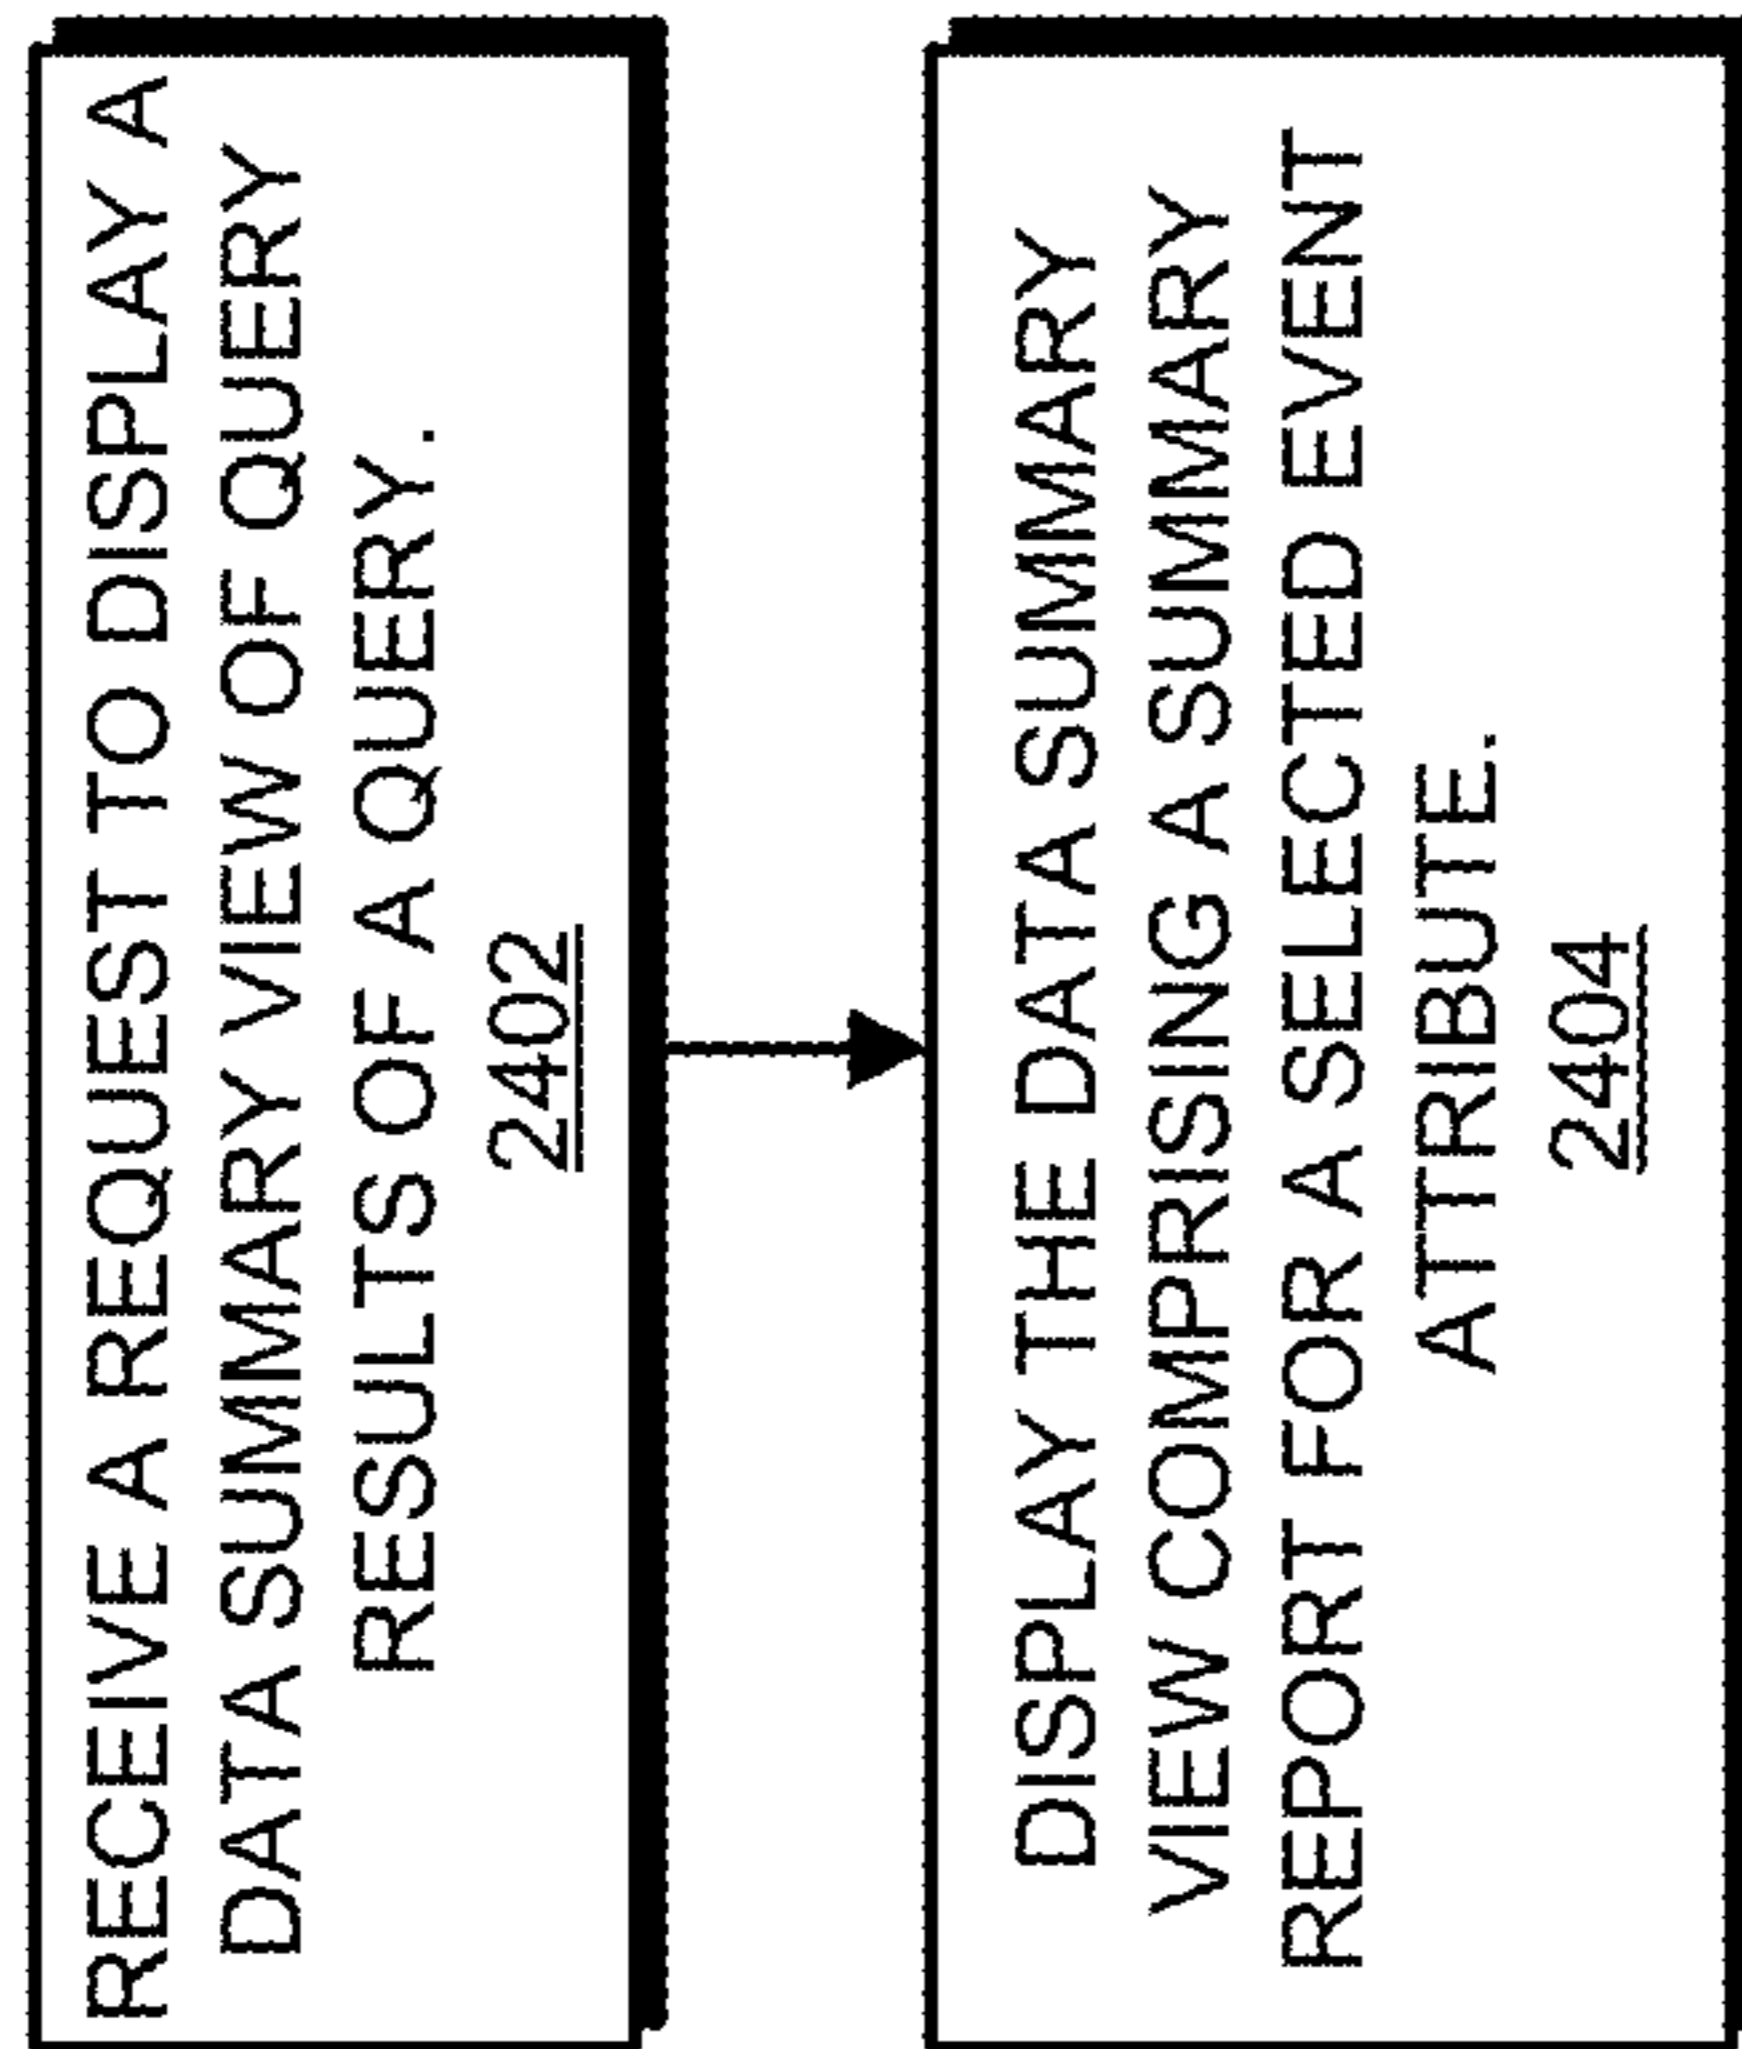 RECEIVE A REQUEST TO DISPLAY A
DATA SUMMARY VIEW OF QUERY
RESULTS OF A QUERY.
2402
DISPLAY THE DATA SUMMARY
VIEW COMPRISING A SUMMARY
REPORT FOR A SELECTED EVENT
ATTRIBUTE.
2404